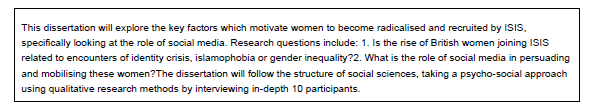 This dissertation will explore the key factors which motivate women to become radicalised and recruited by ISIS,
specifically looking at the role of social media. Research questions include: 1. Is the rise of British women joining ISIS
related to encounters of identity crisis, islamophobia or gender inequality?2. What is the role of social media in persuading
and mobilising these women?The dissertation will follow the structure of social sciences, taking a psycho-social approach
using qualitative research methods by interviewing in-depth 10 participants.